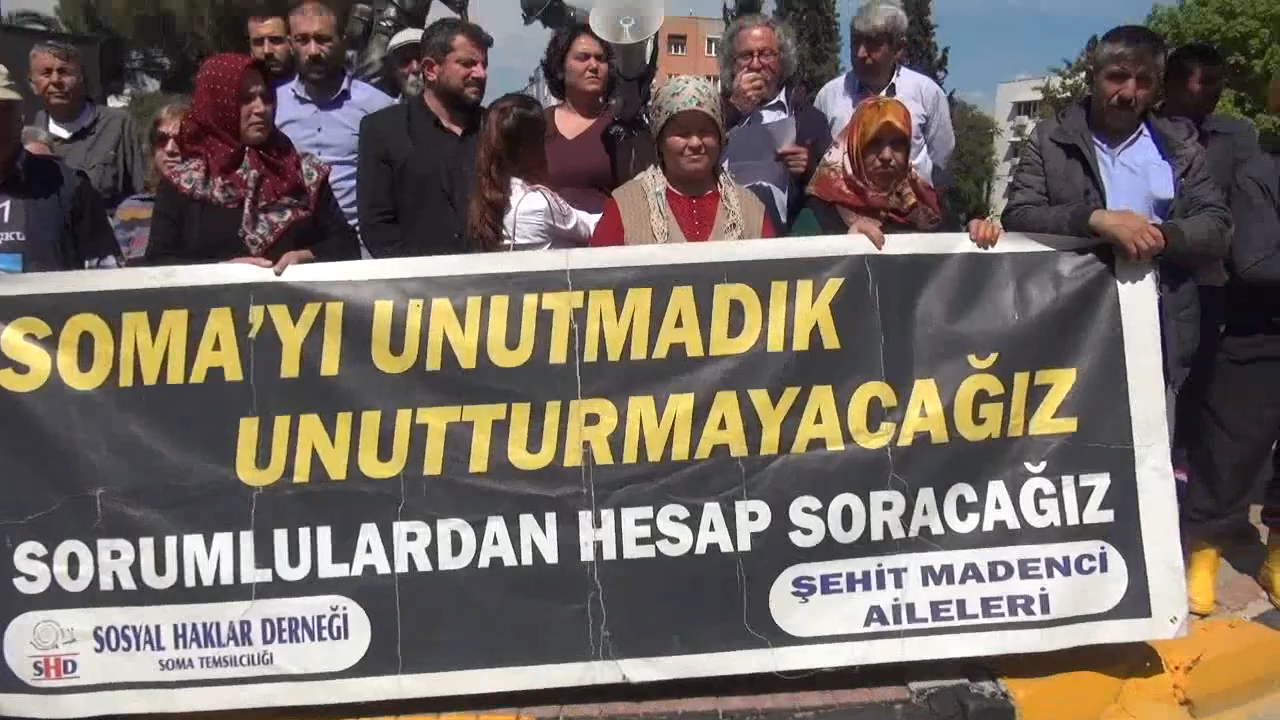 SOMA'YI UNUTMADIK
UNUTTURMAYACAĞIZ
SORUMLULARDAN HESAP SORACAĞIZ
ŞEHİT MADENCİ
AİLELERİ
SHD
SOSYAL HAKLAR DERNEĞİ
SOMA TEMSİLCİLİĞİ